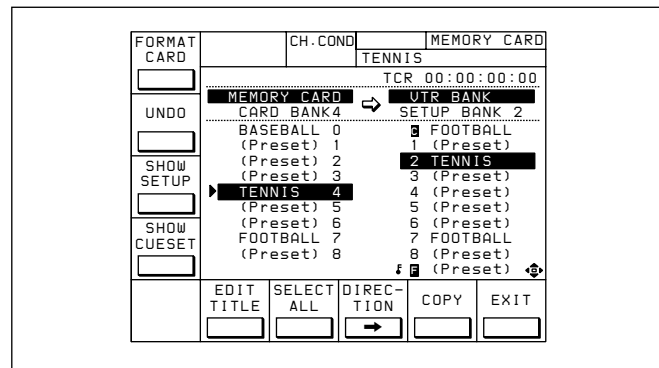 FORMAT CARD
CH.COND
MEMORY CARD
TENNIS
TCR 00:00:00:00
MEMORY CARD ⇨ VTR BANK
CARD BANK4 SETUP BANK 2
BASEBALL 0 C FOOTBALL
(Preset) 1 1 (Preset)
(Preset) 2 2 TENNIS
(Preset) 3 3 (Preset)
TENNIS 4 4 (Preset)
(Preset) 5 5 (Preset)
(Preset) 6 6 (Preset)
FOOTBALL 7 7 FOOTBALL
(Preset) 8 8 (Preset)
F (Preset)
UNDO
SHOW SETUP
SHOW CUESET
EDIT TITLE
SELECT ALL
DIREC-
TION
➡
COPY
EXIT